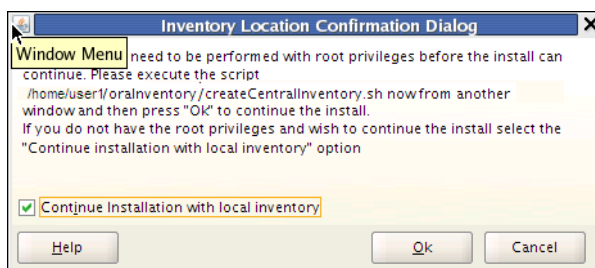 Inventory Location Confirmation Dialog
Window Menu need to be performed with root privileges before the install can
continue. Please execute the script
/home/user1/oraInventory/createCentralInventory.sh now from another
window and then press "Ok" to continue the install.
If you do not have the root privileges and wish to continue the install select the
"Continue installation with local inventory" option
Continue Installation with local inventory
Help Ok Cancel